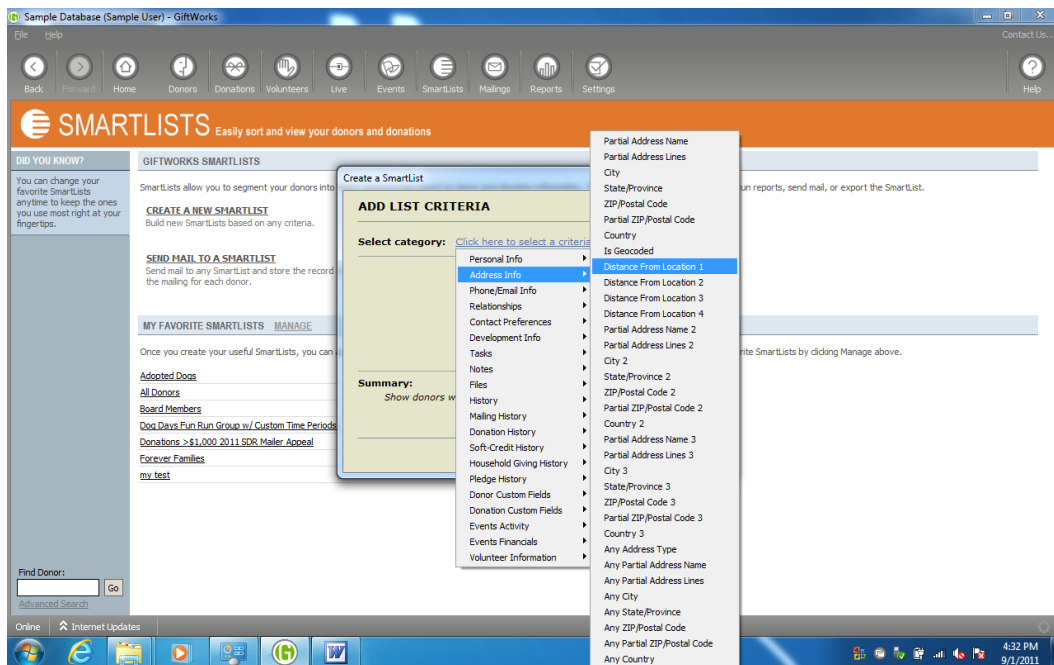 Sample Database (Sample User) - GiftWorks
File Help
Contact Us..
Back Forward Home Donors Donations Volunteers Live Events SmartLists Mailings Reports Settings Help
SMARTLISTS Easily sort and view your donors and donations
DID YOU KNOW?
You can change your
favorite SmartLists
anytime to keep the ones
you use most right at your
fingertips.
GIFTWORKS SMARTLISTS
SmartLists allow you to segment your donors into
un reports, send mail, or export the SmartList.
CREATE A NEW SMARTLIST
Build new SmartLists based on any criteria.
SEND MAIL TO A SMARTLIST
Send mail to any SmartList and store the record
the mailing for each donor.
MY FAVORITE SMARTLISTS MANAGE
Once you create your useful SmartLists, you can
rite SmartLists by clicking Manage above.
Adopted Dogs
All Donors
Board Members
Dog Days Fun Run Group w/ Custom Time Periods
Donations >$1,000 2011 SDR Mailer Appeal
Forever Families
my test
Create a SmartList
ADD LIST CRITERIA
Select category: Click here to select a criteria
Summary:
Show donors w
Personal Info
Address Info
Phone/Email Info
Relationships
Contact Preferences
Development Info
Tasks
Notes
Files
History
Mailing History
Donation History
Soft-Credit History
Household Giving History
Pledge History
Donor Custom Fields
Donation Custom Fields
Events Activity
Events Financials
Volunteer Information
Partial Address Name
Partial Address Lines
City
State/Province
ZIP/Postal Code
Partial ZIP/Postal Code
Country
Is Geocoded
Distance From Location 1
Distance From Location 2
Distance From Location 3
Distance From Location 4
Partial Address Name 2
Partial Address Lines 2
City 2
State/Province 2
ZIP/Postal Code 2
Partial ZIP/Postal Code 2
Country 2
Partial Address Name 3
Partial Address Lines 3
City 3
State/Province 3
ZIP/Postal Code 3
Partial ZIP/Postal Code 3
Country 3
Any Address Type
Any Partial Address Name
Any Partial Address Lines
Any City
Any State/Province
Any ZIP/Postal Code
Any Partial ZIP/Postal Code
Any Country
Find Donor:
Go
Advanced Search
Online Internet Updates
4:32 PM
9/1/2011